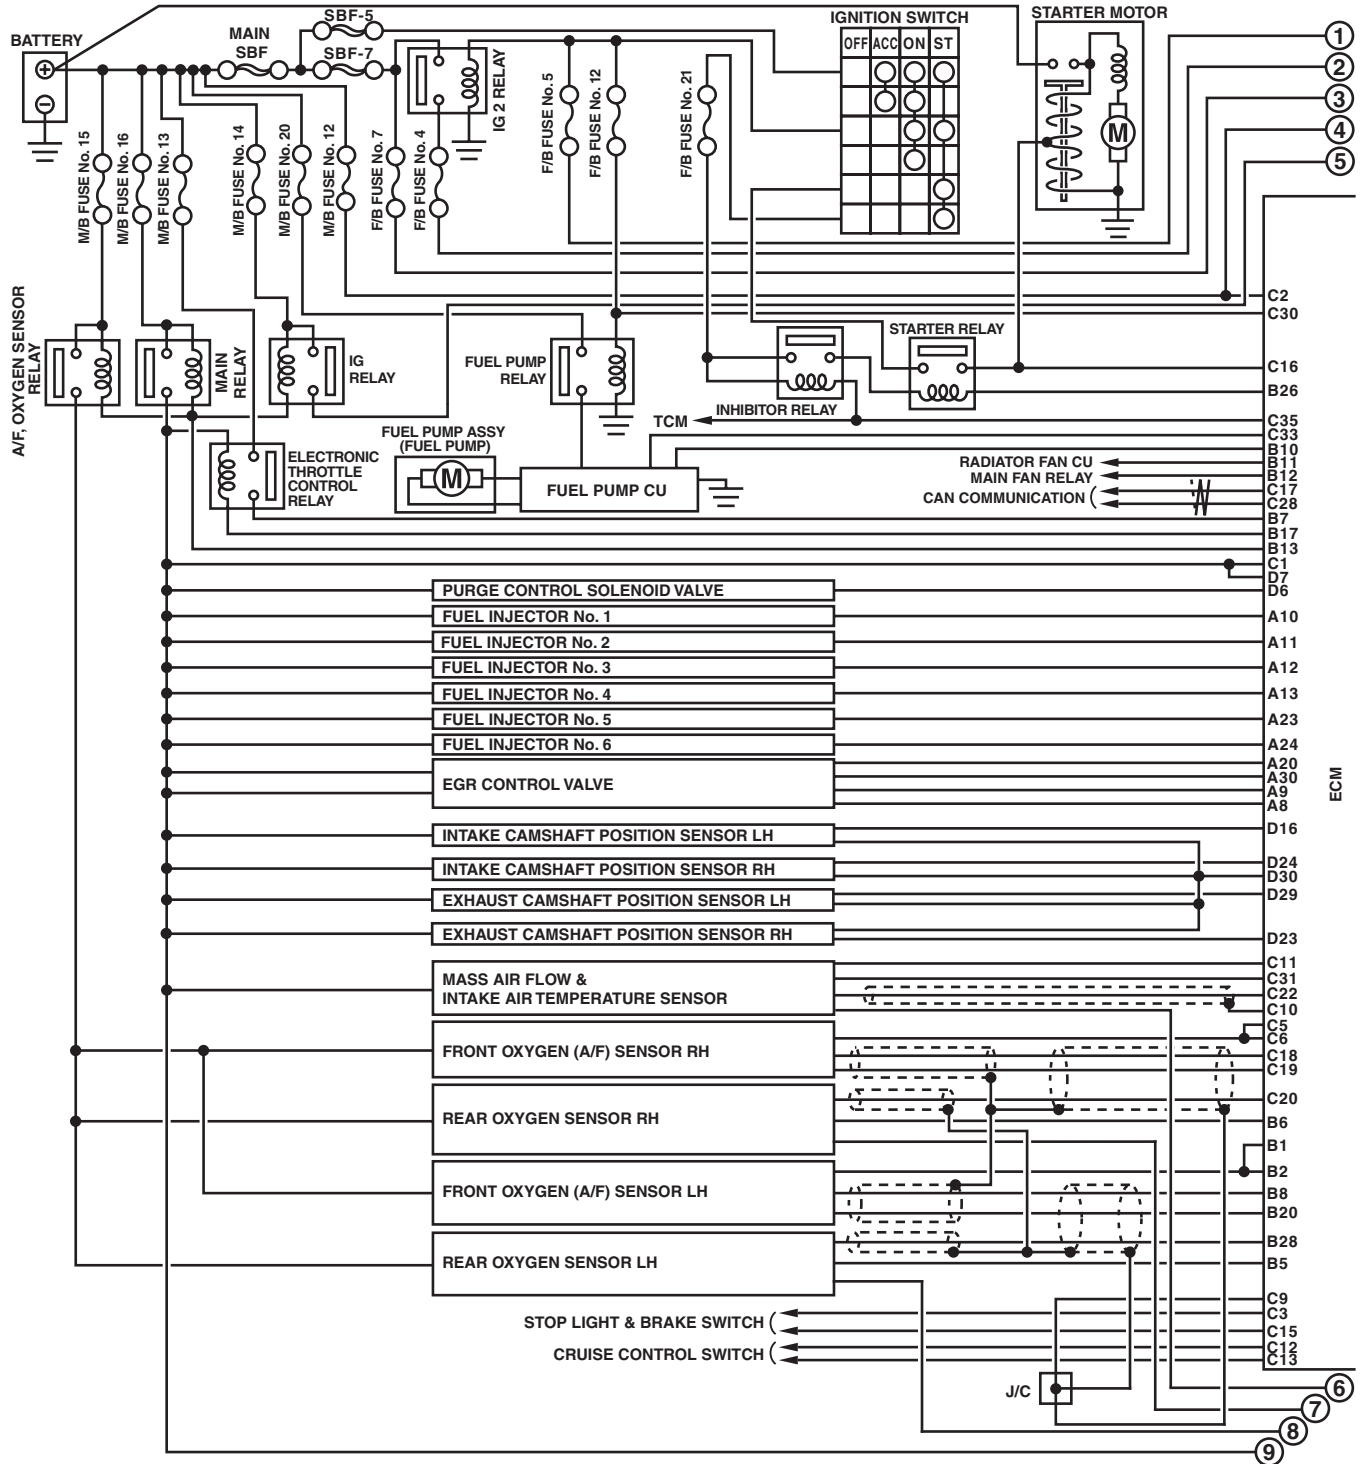 SBF-5
IGNITION SWITCH
STARTER MOTOR
BATTERY
MAIN
SBF
SBF-7
OFF
ACC
ON
ST
1
2
3
4
5
M
IG 2 RELAY
M/B FUSE No. 15
M/B FUSE No. 16
M/B FUSE No. 13
M/B FUSE No. 14
M/B FUSE No. 20
M/B FUSE No. 12
F/B FUSE No. 7
F/B FUSE No. 4
F/B FUSE No. 5
F/B FUSE No. 12
F/B FUSE No. 21
A/F, OXYGEN SENSOR
RELAY
MAIN
RELAY
IG
RELAY
FUEL PUMP
RELAY
STARTER RELAY
INHIBITOR RELAY
TCM
ELECTRONIC
THROTTLE
CONTROL
RELAY
FUEL PUMP ASSY
(FUEL PUMP)
M
FUEL PUMP CU
RADIATOR FAN CU
MAIN FAN RELAY
CAN COMMUNICATION
C2
C30
C16
B26
C35
C33
B10
B11
B12
C17
C28
B7
B17
B13
C1
D7
PURGE CONTROL SOLENOID VALVE
D6
FUEL INJECTOR No. 1
A10
FUEL INJECTOR No. 2
A11
FUEL INJECTOR No. 3
A12
FUEL INJECTOR No. 4
A13
FUEL INJECTOR No. 5
A23
FUEL INJECTOR No. 6
A24
EGR CONTROL VALVE
A20
A30
A9
A8
ECM
INTAKE CAMSHAFT POSITION SENSOR LH
D16
INTAKE CAMSHAFT POSITION SENSOR RH
D24
D30
EXHAUST CAMSHAFT POSITION SENSOR LH
D29
EXHAUST CAMSHAFT POSITION SENSOR RH
D23
MASS AIR FLOW &
INTAKE AIR TEMPERATURE SENSOR
C11
C31
C22
C10
FRONT OXYGEN (A/F) SENSOR RH
C5
C6
C18
C19
REAR OXYGEN SENSOR RH
C20
B6
B1
FRONT OXYGEN (A/F) SENSOR LH
B2
B8
B20
REAR OXYGEN SENSOR LH
B28
B5
C9
STOP LIGHT & BRAKE SWITCH
C3
C15
CRUISE CONTROL SWITCH
C12
C13
J/C
6
7
8
9